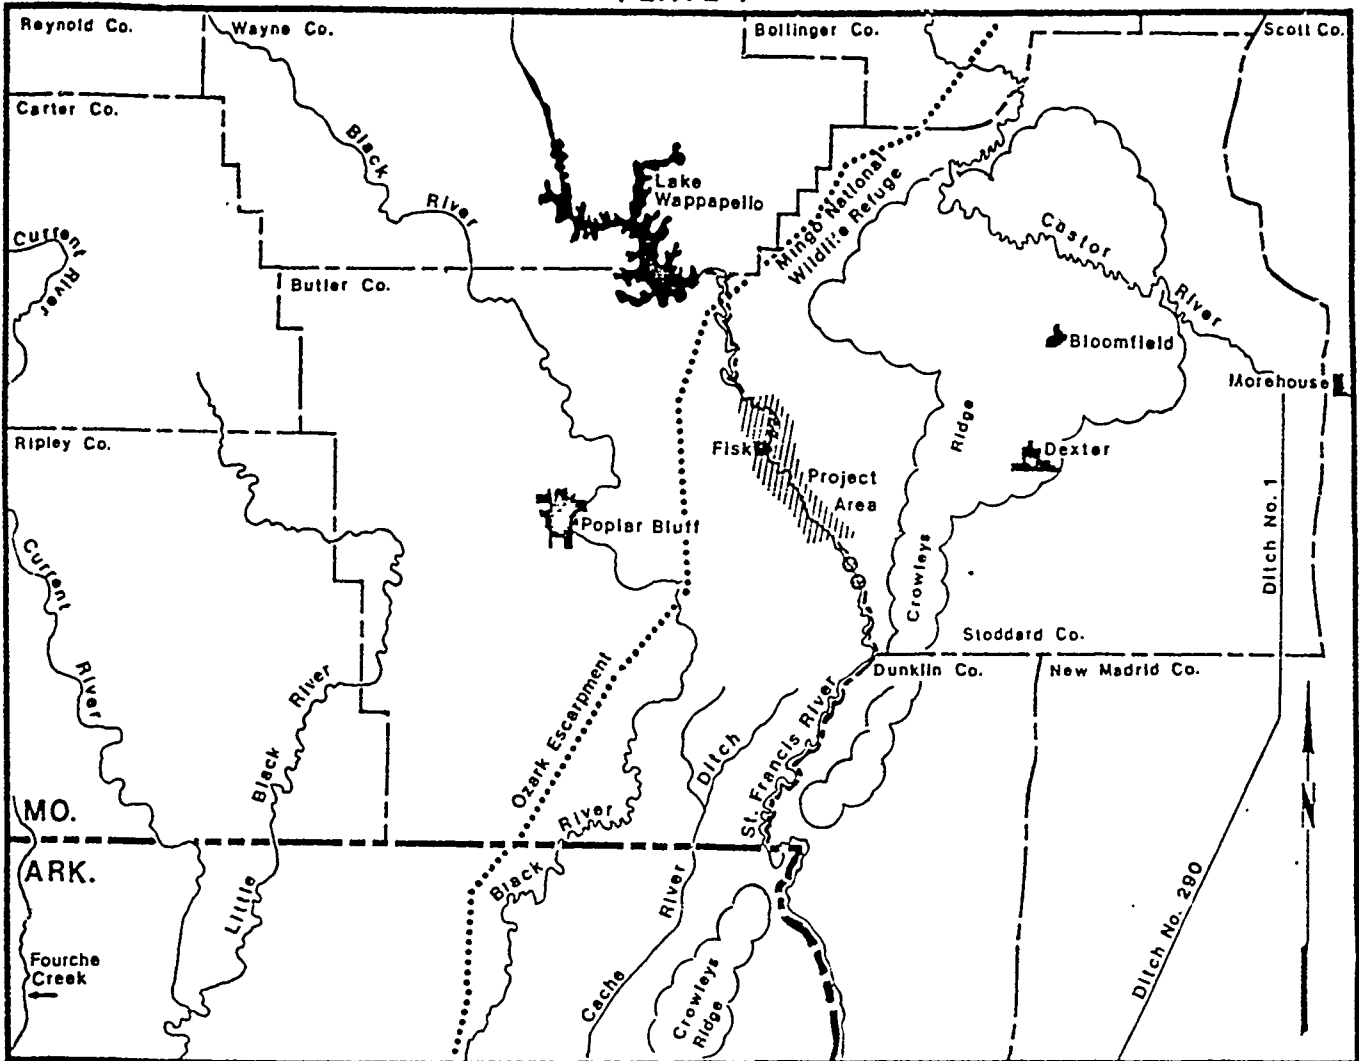 Reynold Co.
Wayne Co.
Bollinger Co.
Scott Co.
Carter Co.
Black
River
Lake
Wappapello
Mingo National
Wildlife Refuge
Castor
River
Current
River
Butler Co.
Bloomfield
Morehouse
Ripley Co.
Fisk
Ridge
Dexter
Project
Area
Poplar Bluff
Ditch No. 1
Current
River
Crowleys
Stoddard Co.
Dunklin Co.
New Madrid Co.
River
Black
Little
Ozark Escarpment
Ditch
St. Francis River
N
MO.
River
ARK.
Black
River
Cache
Ditch No. 290
Fourche
Creek
Crowleys
Ridge